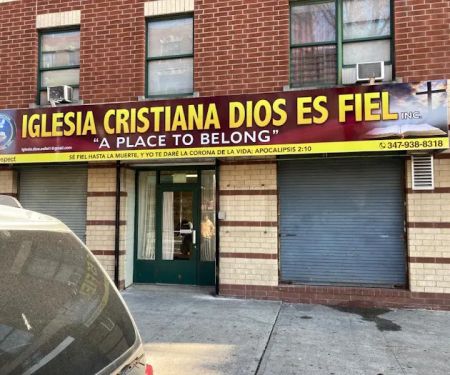 IGLESIA CRISTIANA DIOS ES FIEL INC.
"A PLACE TO BELONG"
SÉ FIEL HASTA LA MUERTE, Y YO TE DARÉ LA CORONA DE LA VIDA; APOCALIPSIS 2:10
347-938-8318